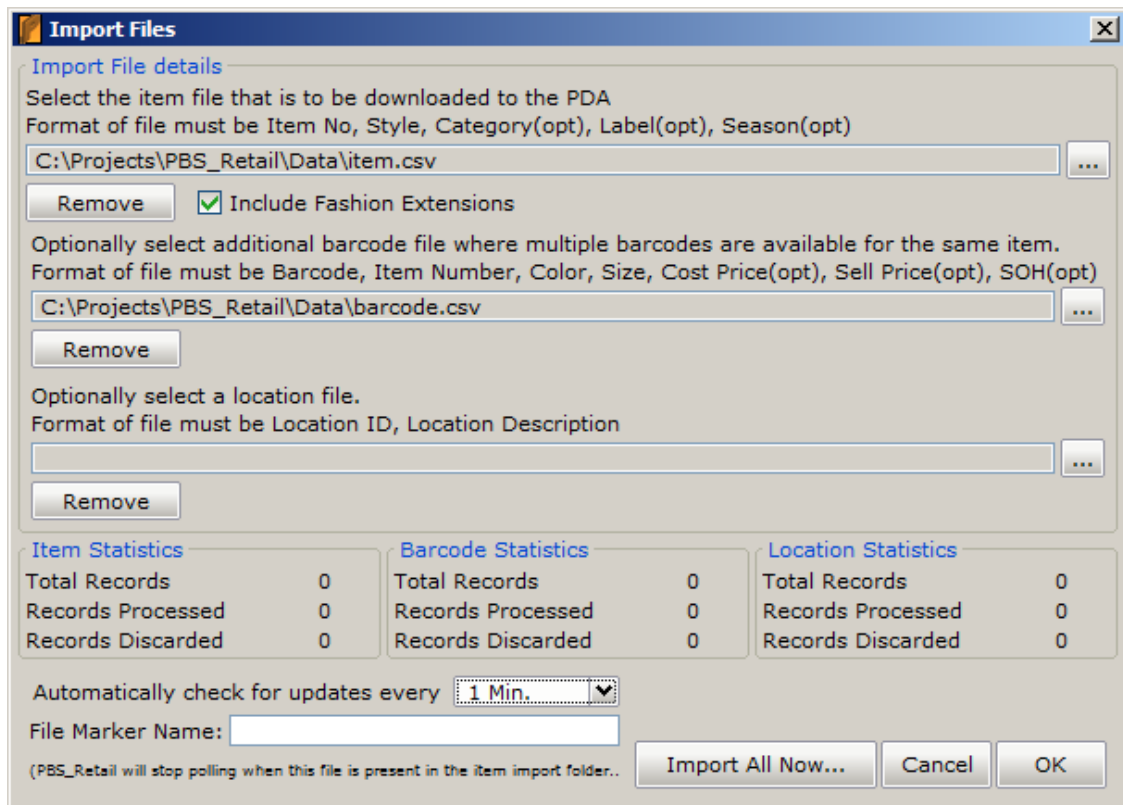 Import Files
Import File details
Select the item file that is to be downloaded to the PDA
Format of file must be Item No, Style, Category(opt), Label(opt), Season(opt)
C:\Projects\PBS_Retail\Data\item.csv
...
Remove
Include Fashion Extensions
Optionally select additional barcode file where multiple barcodes are available for the same item.
Format of file must be Barcode, Item Number, Color, Size, Cost Price(opt), Sell Price(opt), SOH(opt)
C:\Projects\PBS_Retail\Data\barcode.csv
...
Remove
Optionally select a location file.
Format of file must be Location ID, Location Description
...
Remove
Item Statistics
Total Records 0
Records Processed 0
Records Discarded 0
Barcode Statistics
Total Records 0
Records Processed 0
Records Discarded 0
Location Statistics
Total Records 0
Records Processed 0
Records Discarded 0
Automatically check for updates every 1 Min.
File Marker Name:
(PBS_Retail will stop polling when this file is present in the item import folder..
Import All Now...
Cancel
OK